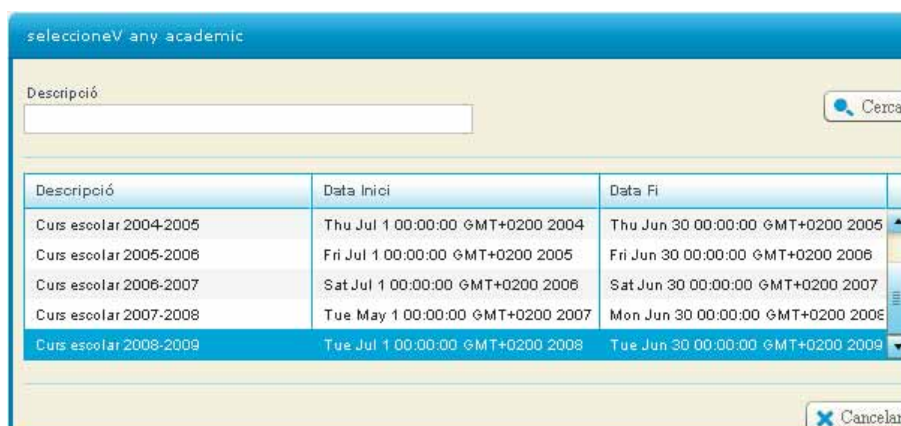 seleccioneV any academic
Descripció
Cerca
Descripció Data Inici Data Fi
Curs escolar 2004-2005 Thu Jul 1 00:00:00 GMT+0200 2004 Thu Jun 30 00:00:00 GMT+0200 2005
Curs escolar 2005-2006 Fri Jul 1 00:00:00 GMT+0200 2005 Fri Jun 30 00:00:00 GMT+0200 2006
Curs escolar 2006-2007 Sat Jul 1 00:00:00 GMT+0200 2006 Sat Jun 30 00:00:00 GMT+0200 2007
Curs escolar 2007-2008 Tue May 1 00:00:00 GMT+0200 2007 Mon Jun 30 00:00:00 GMT+0200 2008
Curs escolar 2008-2009 Tue Jul 1 00:00:00 GMT+0200 2008 Tue Jun 30 00:00:00 GMT+0200 2009
Cancelar